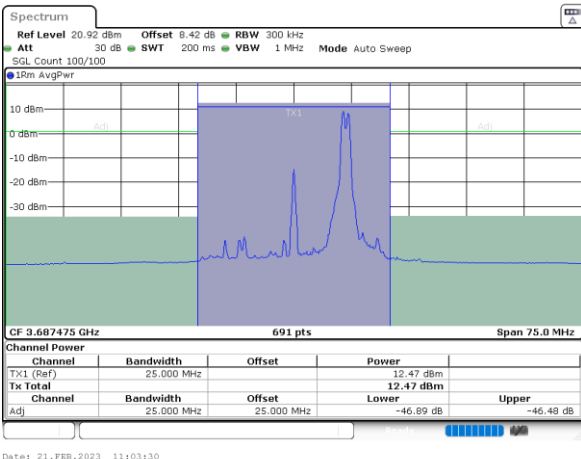 Spectrum
Ref Level 20.92 dBm Offset 8.42 dB RBW 300 kHz
Att 30 dB SWT 200 ms VBW 1 MHz Mode Auto Sweep
SGL Count 100/100
1Rm AvgPwr
10 dBm
TX1
Adj Adj
0 dBm
-10 dBm
-20 dBm
-30 dBm
CF 3.687475 GHz 691 pts Span 75.0 MHz
Channel Power
Channel Bandwidth Offset Power
TX1 (Ref) 25.000 MHz 12.47 dBm
Tx Total 12.47 dBm
Channel Bandwidth Offset Lower Upper
Adj 25.000 MHz 25.000 MHz -46.89 dB -46.48 dB
Ready
Date: 21.FEB.2023 11:03:30